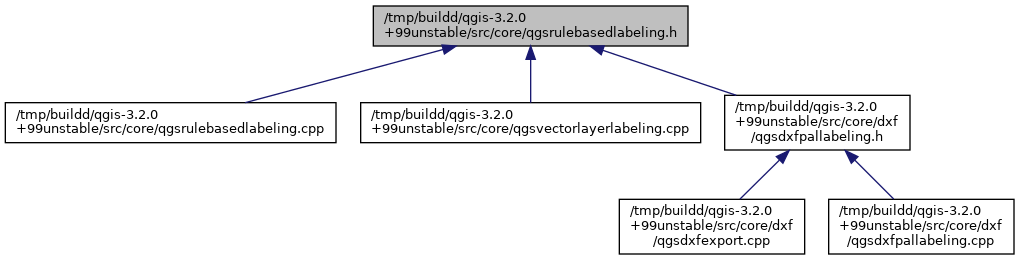 /tmp/buildd/qgis-3.2.0
+99unstable/src/core/qgsrulebasedlabeling.h
/tmp/buildd/qgis-3.2.0
+99unstable/src/core/qgsrulebasedlabeling.cpp
/tmp/buildd/qgis-3.2.0
+99unstable/src/core/qgsvectorlayerlabeling.cpp
/tmp/buildd/qgis-3.2.0
+99unstable/src/core/dxf
/qgsdxfpallabeling.h
/tmp/buildd/qgis-3.2.0
+99unstable/src/core/dxf
/qgsdxfexport.cpp
/tmp/buildd/qgis-3.2.0
+99unstable/src/core/dxf
/qgsdxfpallabeling.cpp